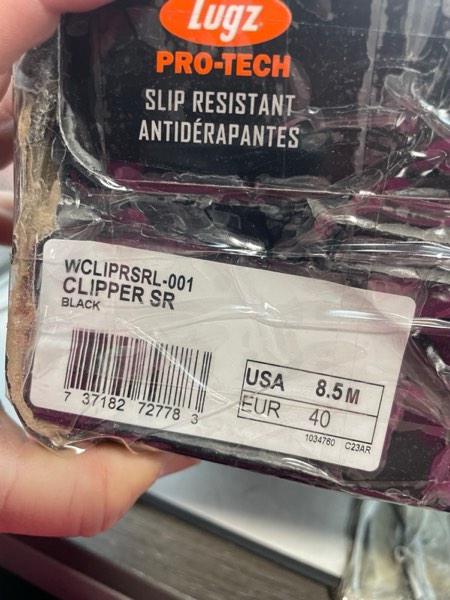 Lugz
PRO-TECH
SLIP RESISTANT
ANTIDÉRAPANTES
WCLIPRSRL-001
CLIPPER SR
BLACK
7 37182 72778 3
USA 8.5 M
EUR 40
1034760 C23AR